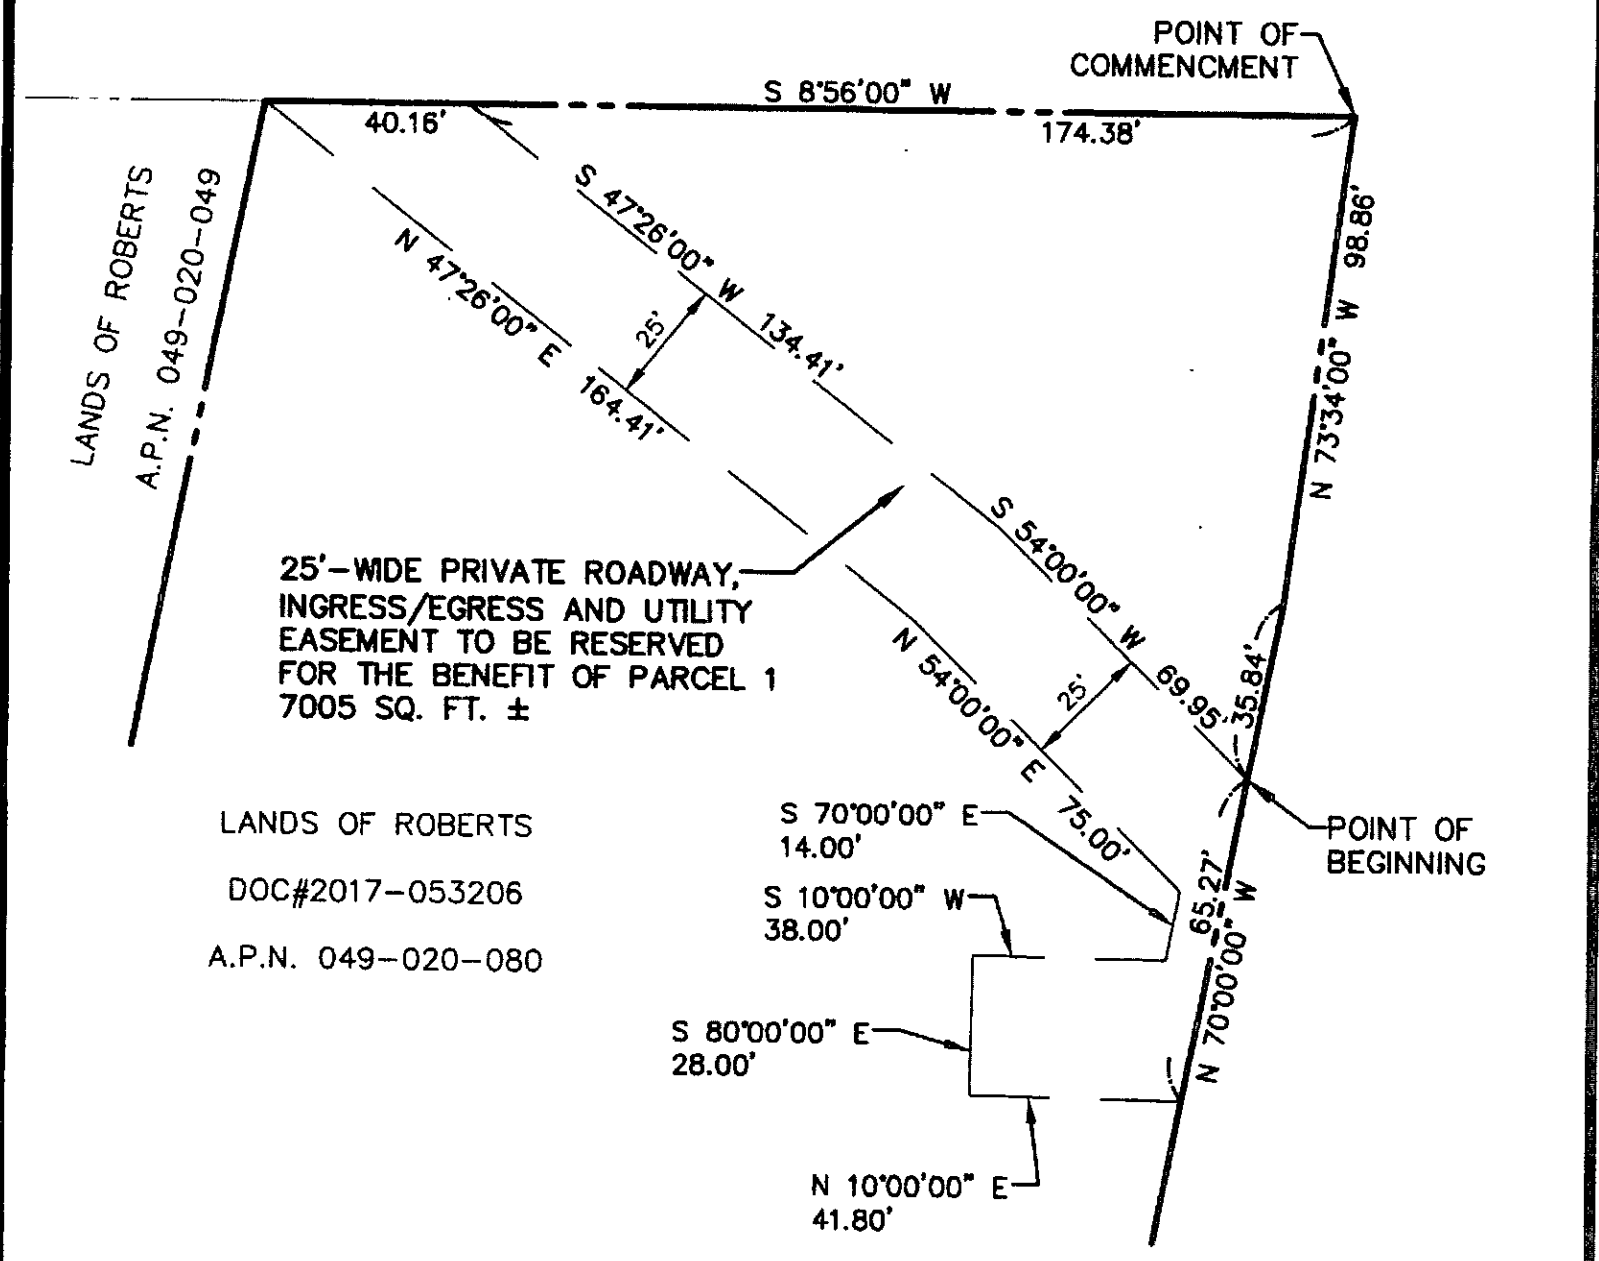 POINT OF
COMMENCMENT
S 8°56'00" W
40.16'
174.38'
98.86'
N 73°34'00" W
LANDS OF ROBERTS
A.P.N. 049-020-049
S 47°26'00" W
134.41'
N 47°26'00" E
164.41'
25'
25'-WIDE PRIVATE ROADWAY,
INGRESS/EGRESS AND UTILITY
EASEMENT TO BE RESERVED
FOR THE BENEFIT OF PARCEL 1
7005 SQ. FT. ±
S 54°00'00" W
69.95'
N 54°00'00" E
75.00'
25'
35.84'
POINT OF
BEGINNING
65.27'
N 70°00'00" W
LANDS OF ROBERTS
DOC#2017-053206
A.P.N. 049-020-080
S 70°00'00" E
14.00'
S 10°00'00" W
38.00'
S 80°00'00" E
28.00'
N 10°00'00" E
41.80'